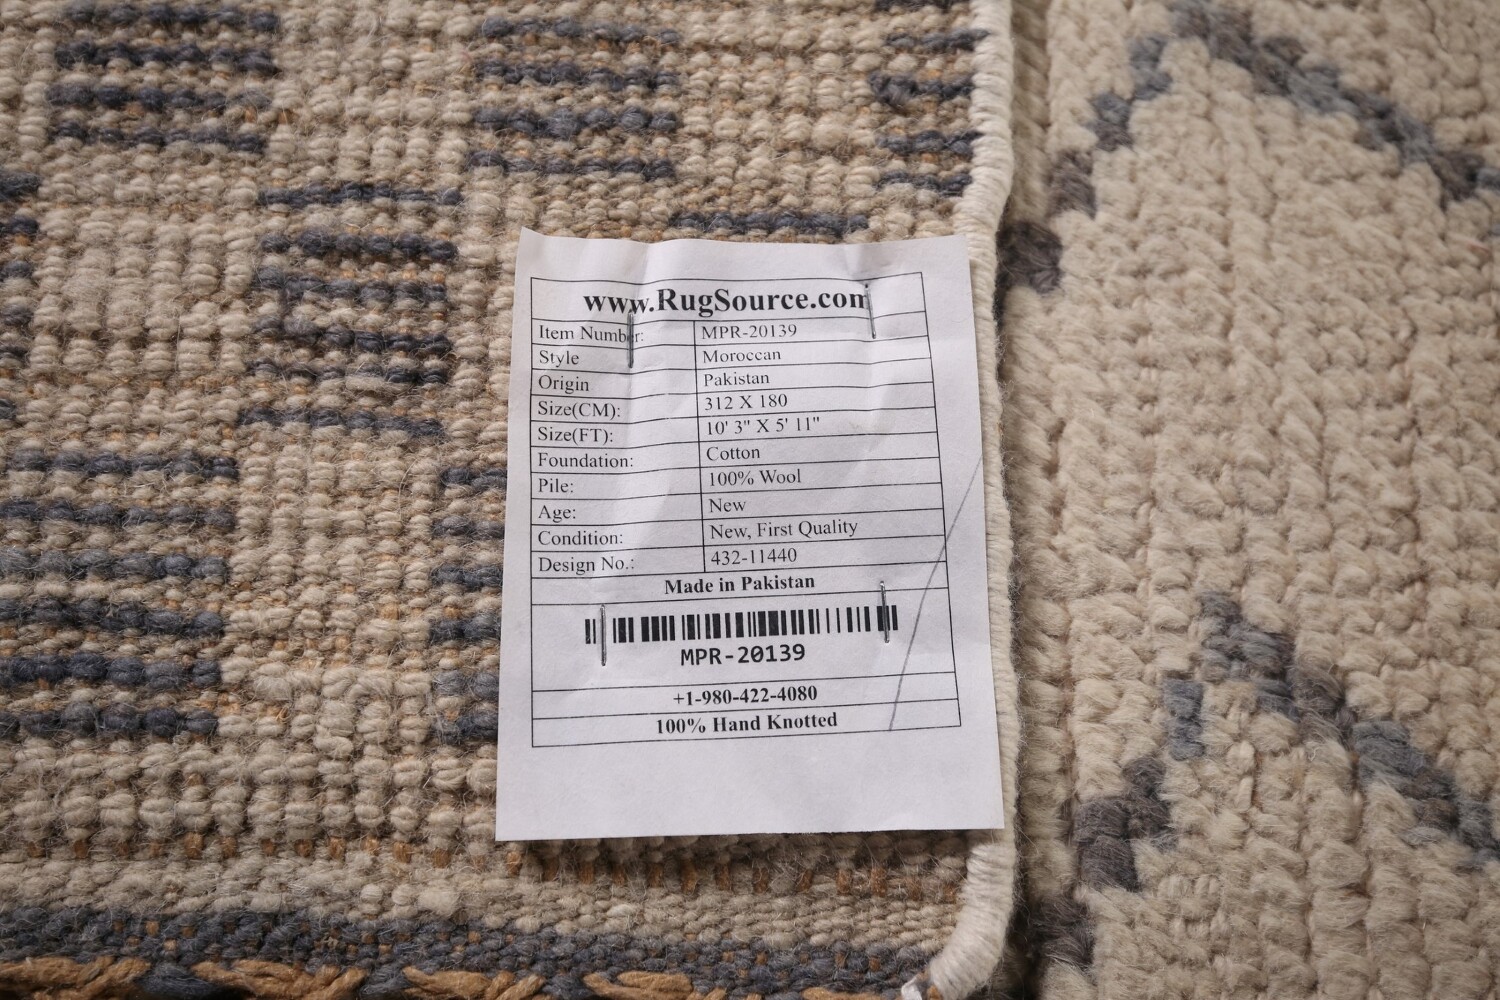 www.RugSource.com
Item Number: MPR-20139
Style Moroccan
Origin Pakistan
Size(CM): 312 X 180
Size(FT): 10' 3" X 5' 11"
Foundation: Cotton
Pile: 100% Wool
Age: New
Condition: New, First Quality
Design No.: 432-11440
Made in Pakistan
MPR-20139
+1-980-422-4080
100% Hand Knotted